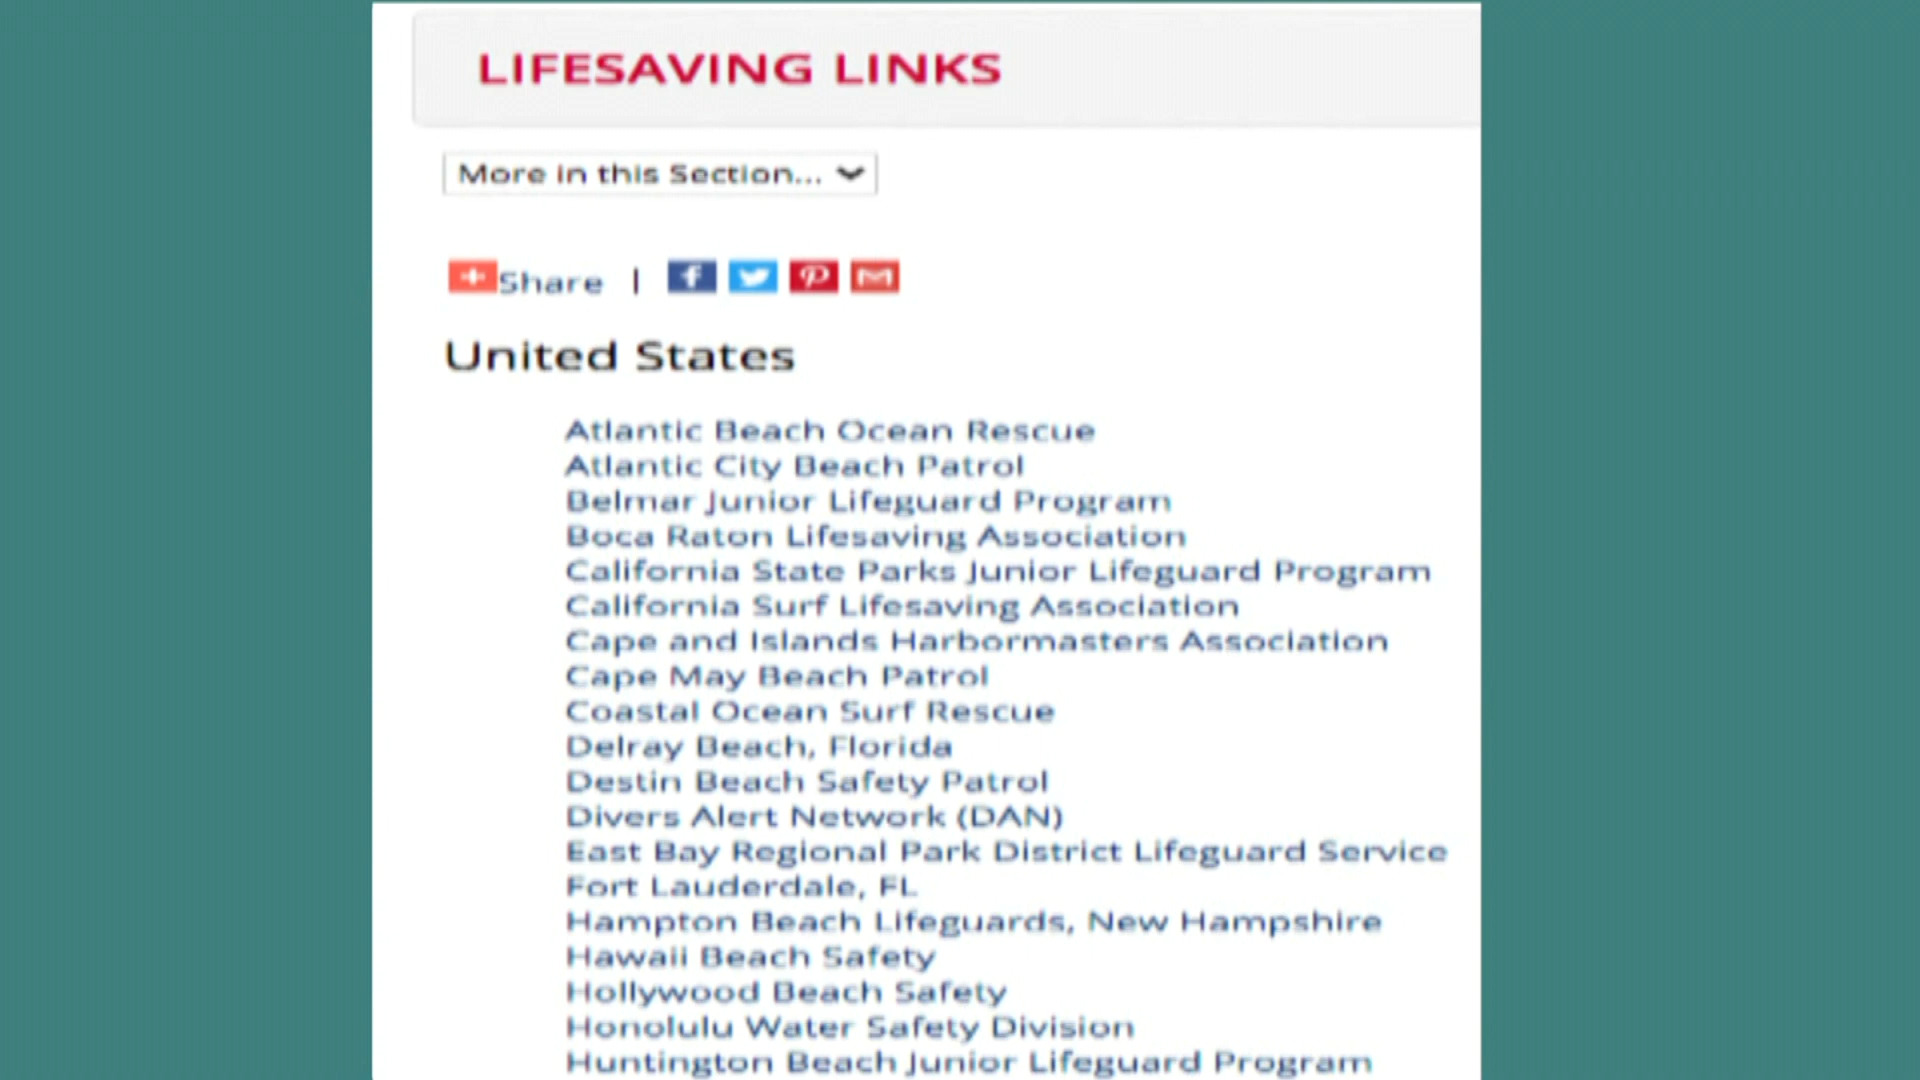 LIFESAVING LINKS
More in this Section...
Share |
United States
Atlantic Beach Ocean Rescue
Atlantic City Beach Patrol
Belmar Junior Lifeguard Program
Boca Raton Lifesaving Association
California State Parks Junior Lifeguard Program
California Surf Lifesaving Association
Cape and Islands Harbormasters Association
Cape May Beach Patrol
Coastal Ocean Surf Rescue
Delray Beach, Florida
Destin Beach Safety Patrol
Divers Alert Network (DAN)
East Bay Regional Park District Lifeguard Service
Fort Lauderdale, FL
Hampton Beach Lifeguards, New Hampshire
Hawaii Beach Safety
Hollywood Beach Safety
Honolulu Water Safety Division
Huntington Beach Junior Lifeguard Program